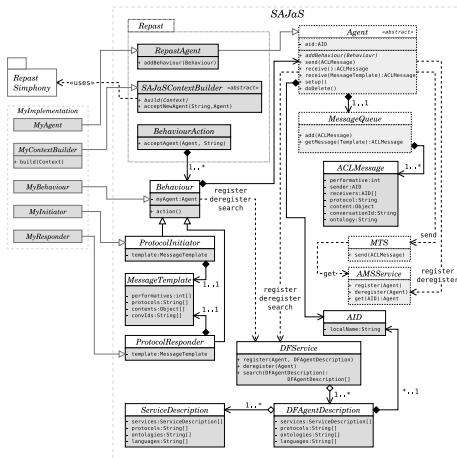 SAJaS
Repast
RepastAgent
+ addBehaviour(Behaviour)
SAJaSContextBuilder «abstract»
+ build(Context)
+ acceptNewAgent(String,Agent)
BehaviourAction
+ acceptAgent(Agent, String)
Repast
Simphony
«uses»
MyImplementation
MyAgent
MyContextBuilder
+ build(Context)
MyBehaviour
MyInitiator
MyResponder
Agent «abstract»
- aid:AID
+ addBehaviour(Behaviour)
+ send(ACLMessage)
+ receive():ACLMessage
+ receive(MessageTemplate):ACLMessage
+ setup()
+ doDelete()
1..1
MessageQueue
+ add(ACLMessage)
+ getMessage(Template):ACLMessage
1..*
ACLMessage
- performative:int
- sender:AID
- receivers:AID[]
- protocol:String
- content:Object
- conversationId:String
- ontology:String
1..*
Behaviour
- myAgent:Agent
+ action()
register
deregister
search
ProtocolInitiator
- template:MessageTemplate
MessageTemplate
1..1
- performatives:int[]
- protocols:String[]
- contents:Object[]
- convIds:String[]
1..1
ProtocolResponder
- template:MessageTemplate
MTS
+ send(ACLMessage)
send
-get-
AMSService
+ register(Agent)
+ deregister(Agent)
+ get(AID):Agent
register
deregister
register
deregister
search
AID
- localName:String
DFService
+ register(Agent, DFAgentDescription)
+ deregister(Agent)
+ search(DFAgentDescription):
DFAgentDescription[]
1..*
*..1
ServiceDescription
- services:ServiceDescription[]
- protocols:String[]
- ontologies:String[]
- languages:String[]
1..*
DFAgentDescription
- services:ServiceDescription[]
- protocols:String[]
- ontologies:String[]
- languages:String[]